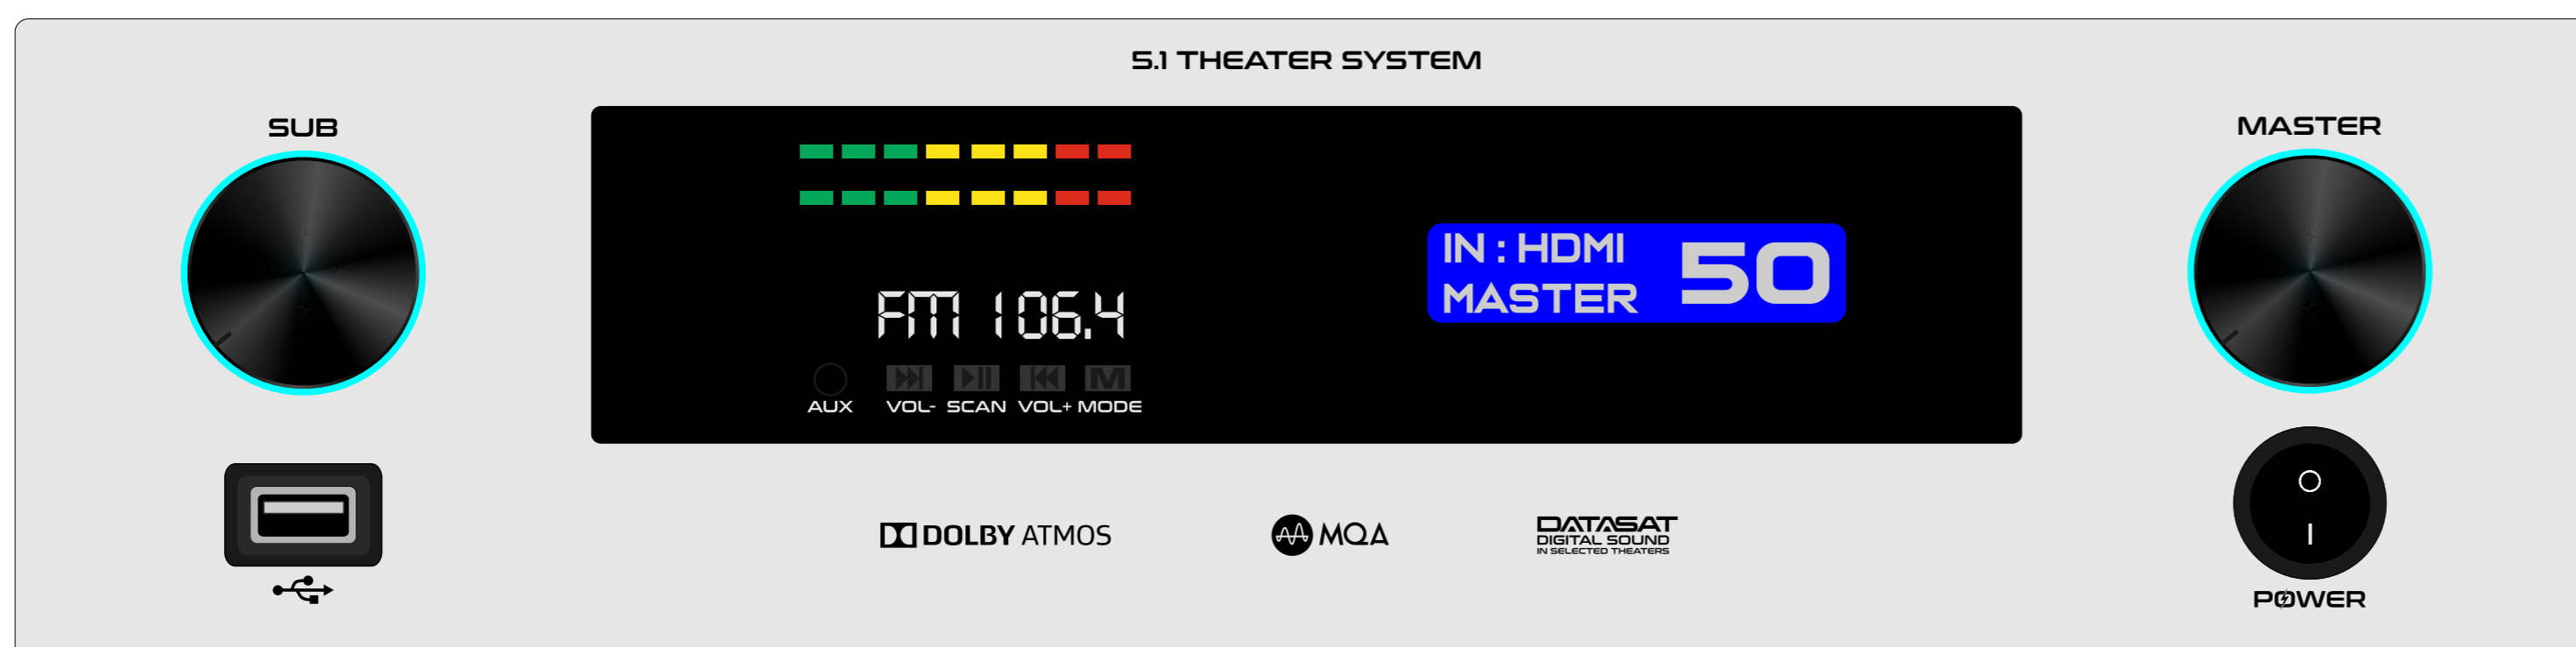 5.1 THEATER SYSTEM
SUB
MASTER
IN : HDMI
MASTER
50
FM 106.4
M
AUX VOL- SCAN VOL+ MODE
DOLBY ATMOS
MQA
DATASAT
DIGITAL SOUND
IN SELECTED THEATERS
POWER